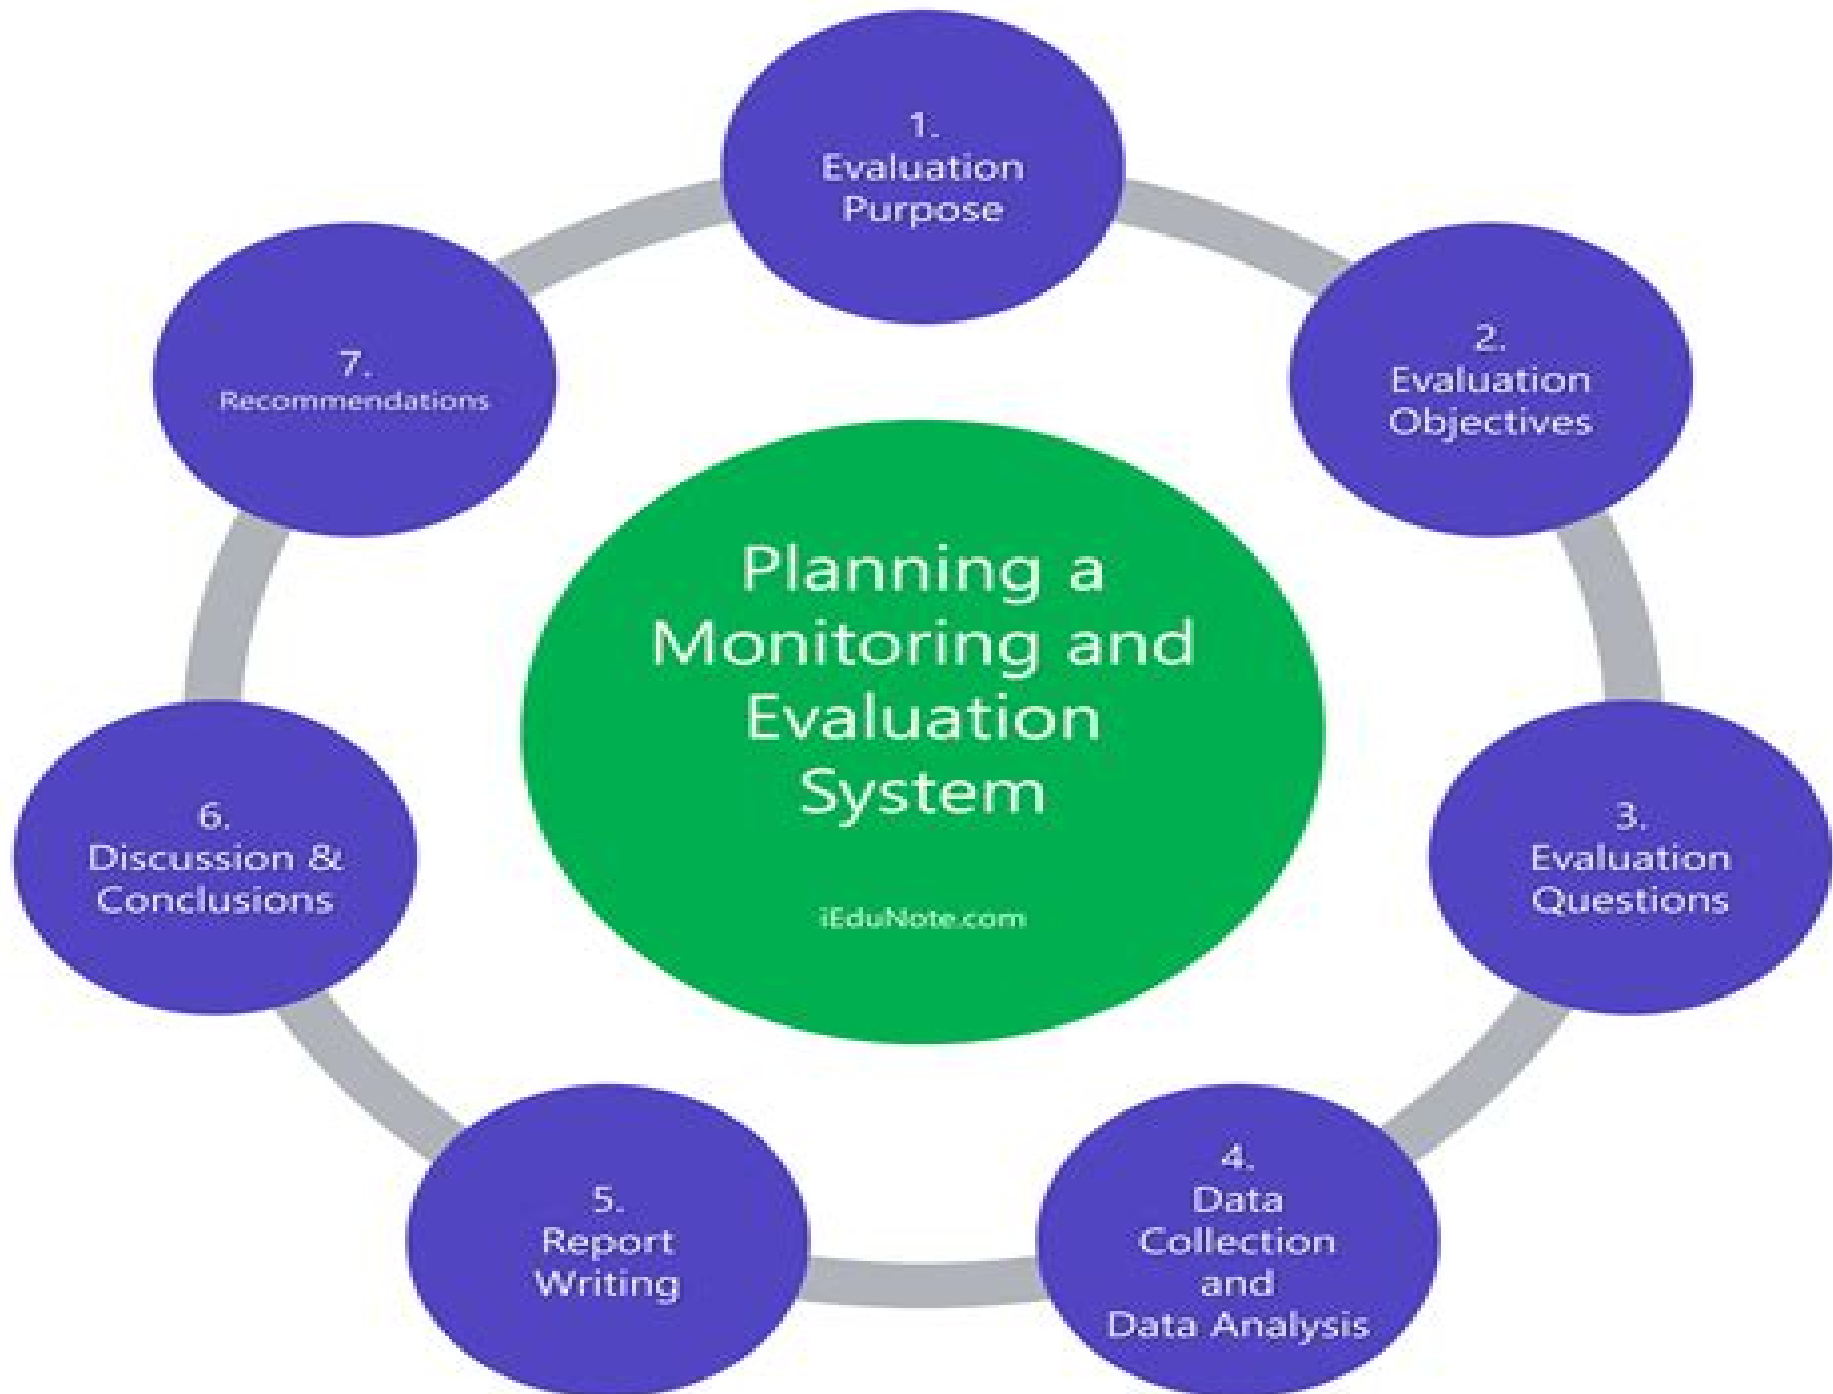 Planning a
Monitoring and
Evaluation
System
iEduNote.com
1.
Evaluation
Purpose
2.
Evaluation
Objectives
3.
Evaluation
Questions
4.
Data
Collection
and
Data Analysis
5.
Report
Writing
6.
Discussion &
Conclusions
7.
Recommendations